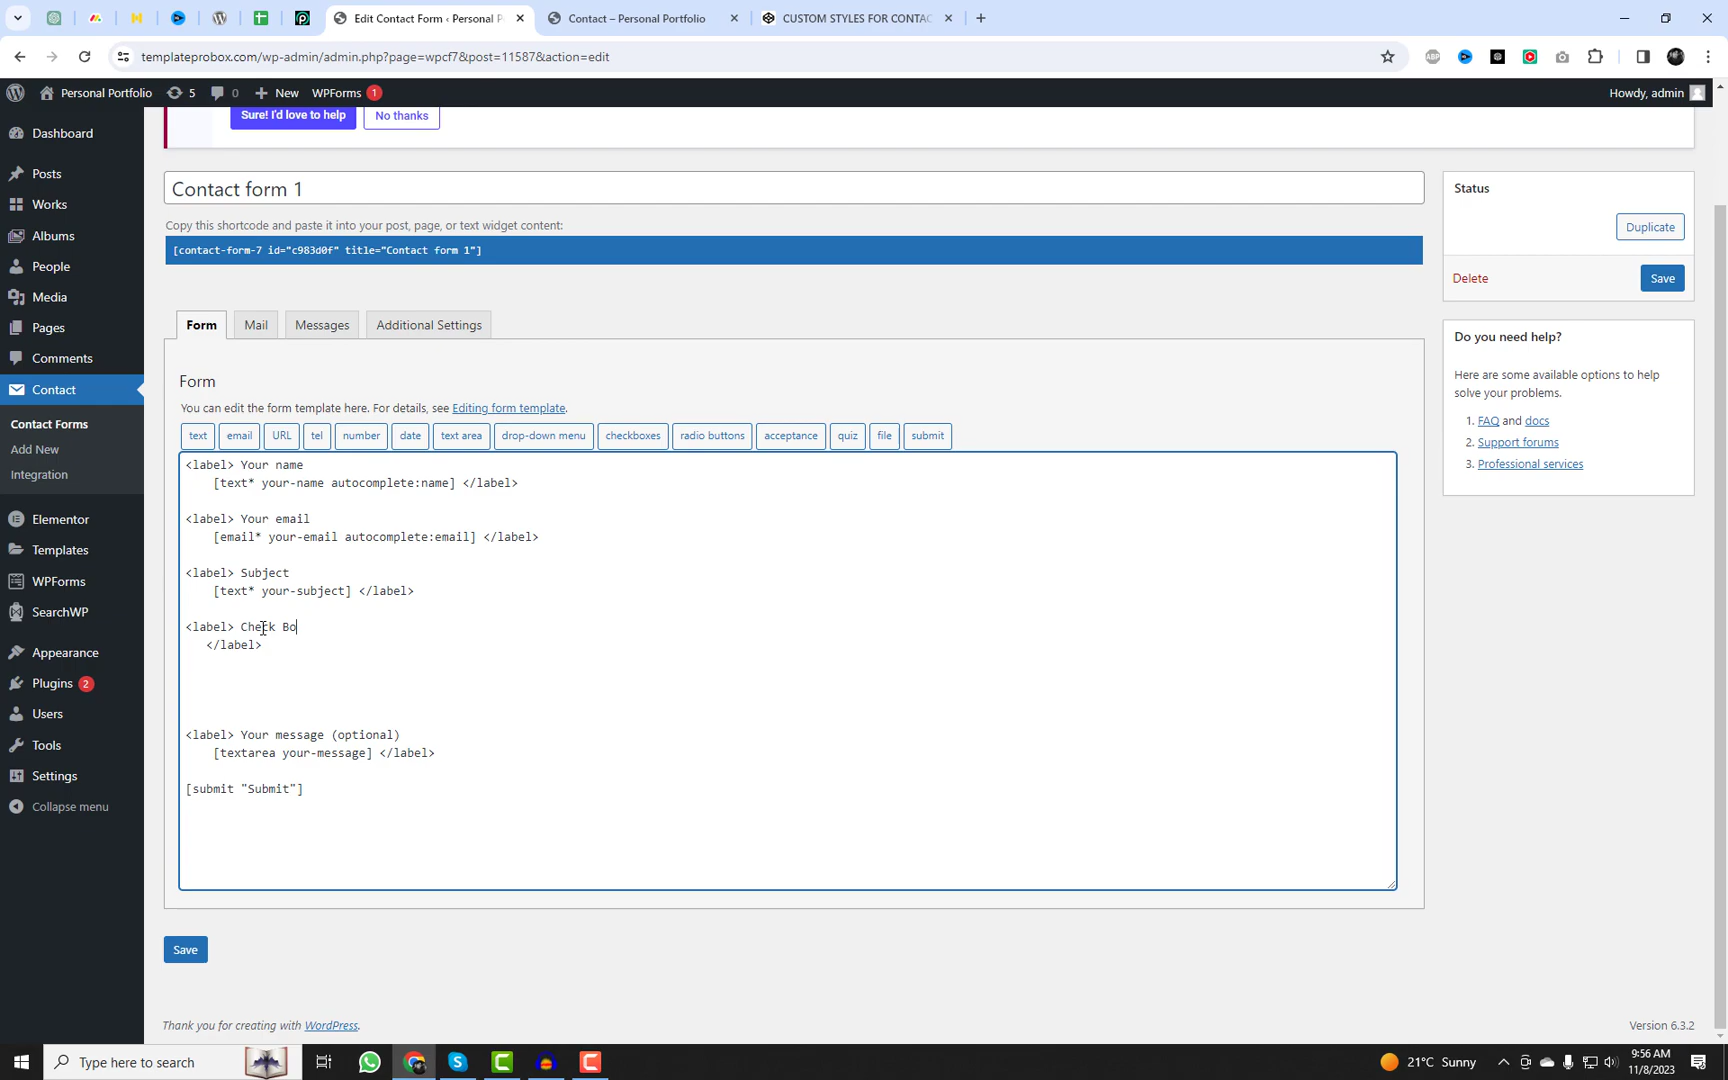 Edit Contact Form ‹ Personal P
Contact – Personal Portfolio
CUSTOM STYLES FOR CONTAC
templateprobox.com/wp-admin/admin.php?page=wpcf7&post=11587&action=edit
ABP
Personal Portfolio
5
0
New
WPForms
1
Howdy, admin
Dashboard
Posts
Works
Albums
People
Media
Pages
Comments
Contact
Contact Forms
Add New
Integration
Elementor
Templates
WPForms
SearchWP
Appearance
Plugins
2
Users
Tools
Settings
Collapse menu
Sure! I'd love to help
No thanks
Contact form 1
Copy this shortcode and paste it into your post, page, or text widget content:
[contact-form-7 id="c983d0f" title="Contact form 1"]
Form
Mail
Messages
Additional Settings
Form
You can edit the form template here. For details, see Editing form template.
text
email
URL
tel
number
date
text area
drop-down menu
checkboxes
radio buttons
acceptance
quiz
file
submit
<label> Your name
[text* your-name autocomplete:name] </label>
<label> Your email
[email* your-email autocomplete:email] </label>
<label> Subject
[text* your-subject] </label>
<label> Check Bo
</label>
<label> Your message (optional)
[textarea your-message] </label>
[submit "Submit"]
Save
Status
Duplicate
Delete
Save
Do you need help?
Here are some available options to help
solve your problems.
1. FAQ and docs
2. Support forums
3. Professional services
Thank you for creating with WordPress.
Version 6.3.2
Type here to search
21°C Sunny
9:56 AM
11/8/2023